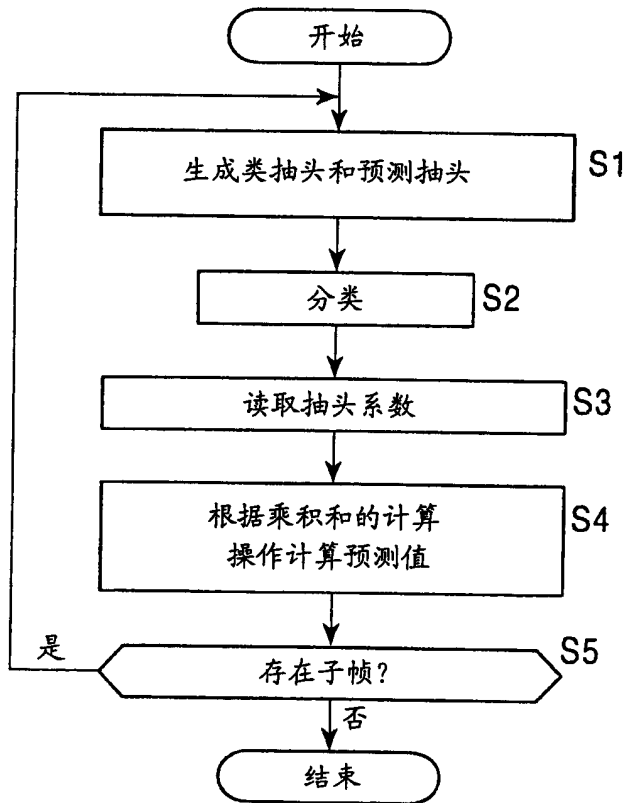 开始
生成类抽头和预测抽头
S1
分类
S2
读取抽头系数
S3
根据乘积和的计算
操作计算预测值
S4
是
存在子帧?
S5
否
结束